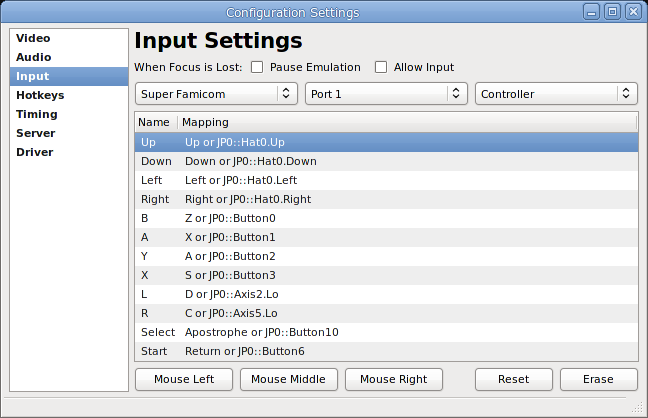 Configuration Settings
Video
Audio
Input
Hotkeys
Timing
Server
Driver
Input Settings
When Focus is Lost: Pause Emulation Allow Input
Super Famicom Port 1 Controller
Name Mapping
Up Up or JP0::Hat0.Up
Down Down or JP0::Hat0.Down
Left Left or JP0::Hat0.Left
Right Right or JP0::Hat0.Right
B Z or JP0::Button0
A X or JP0::Button1
Y A or JP0::Button2
X S or JP0::Button3
L D or JP0::Axis2.Lo
R C or JP0::Axis5.Lo
Select Apostrophe or JP0::Button10
Start Return or JP0::Button6
Mouse Left Mouse Middle Mouse Right Reset Erase